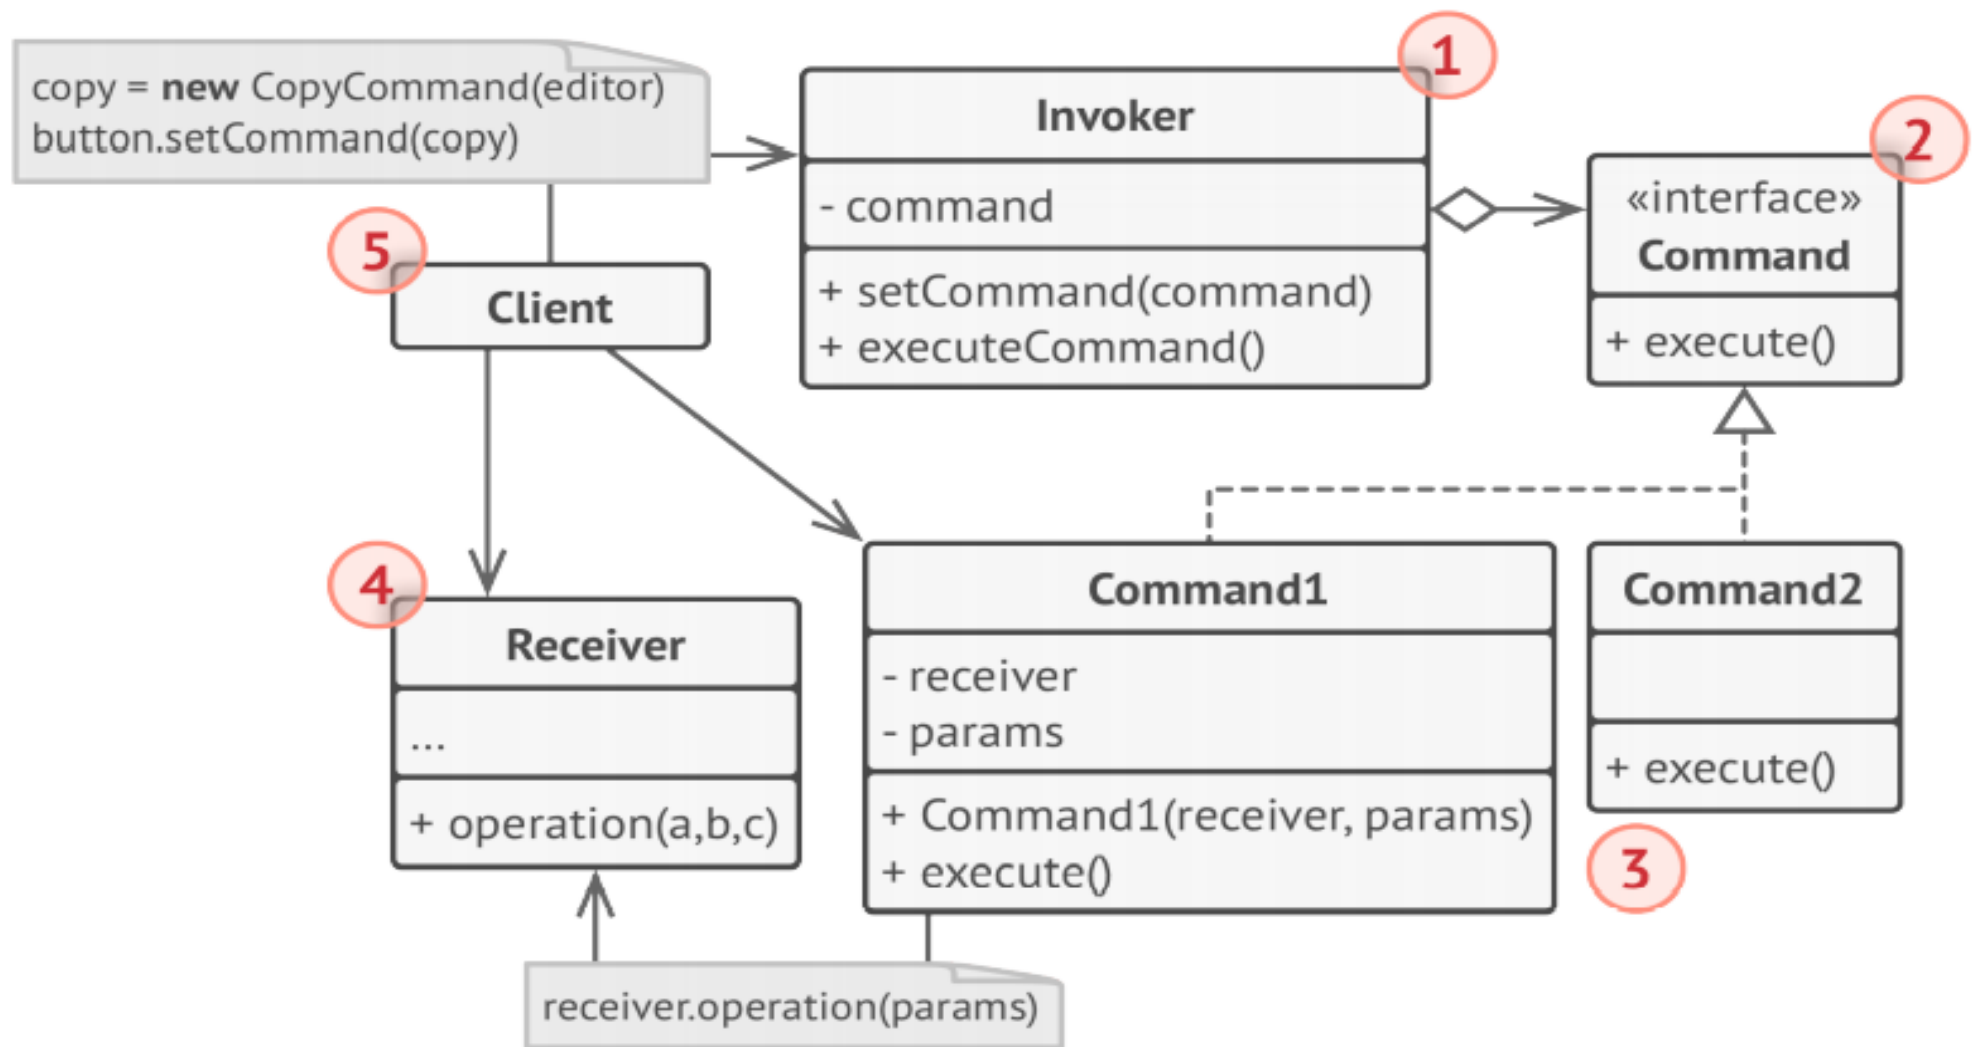 copy = new CopyCommand(editor)
button.setCommand(copy)
1
Invoker
- command
+ setCommand(command)
+ executeCommand()
2
«interface»
Command
+ execute()
5
Client
4
Receiver
...
+ operation(a,b,c)
Command1
- receiver
- params
+ Command1(receiver, params)
+ execute()
Command2
+ execute()
3
receiver.operation(params)